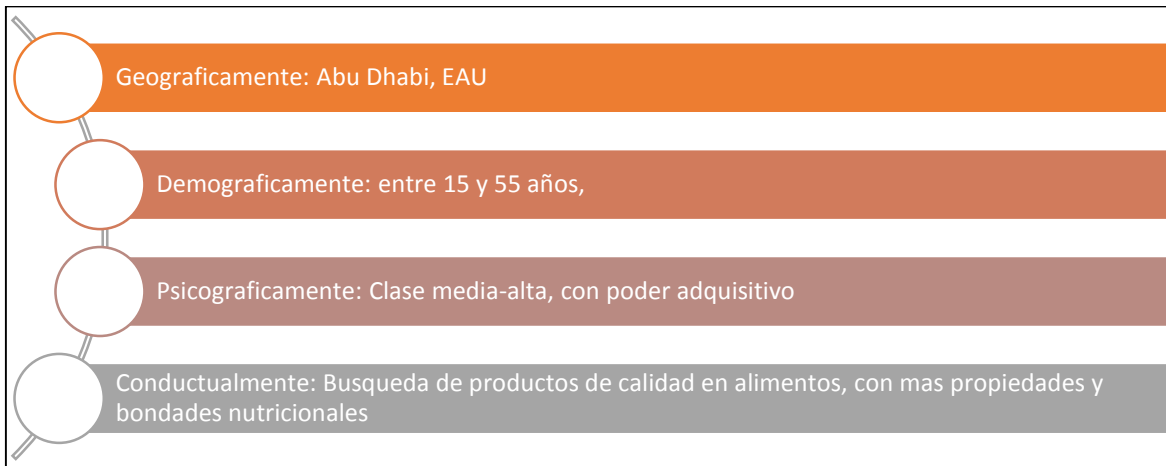 Geograficamente: Abu Dhabi, EAU
Demograficamente: entre 15 y 55 años,
Psicograficamente: Clase media-alta, con poder adquisitivo
Conductualmente: Busqueda de productos de calidad en alimentos, con mas propiedades y
bondades nutricionales